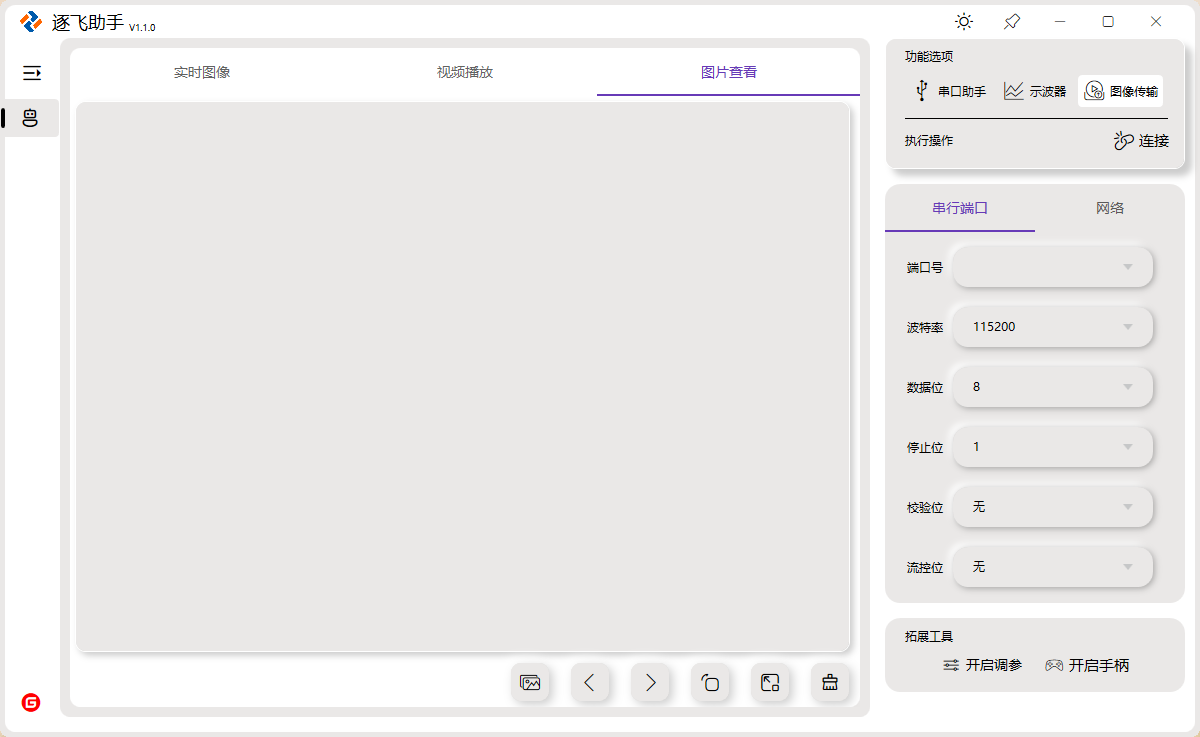 逐飞助手 V1.1.0
实时图像
视频播放
图片查看
功能选项
串口助手
示波器
图像传输
执行操作
连接
串行端口
网络
端口号
波特率 115200
数据位 8
停止位 1
校验位 无
流控位 无
拓展工具
开启调参
开启手柄
G